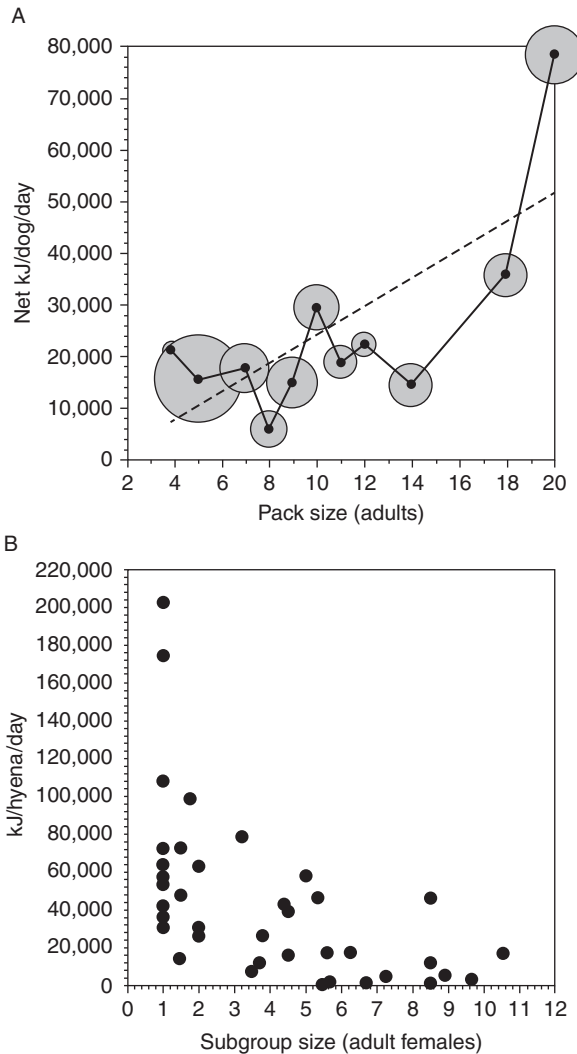 A
80,000
70,000
60,000
50,000
40,000
30,000
20,000
10,000
0
Net kJ/dog/day
2 4 6 8 10 12 14 16 18 20
Pack size (adults)
B
220,000
200,000
180,000
160,000
140,000
120,000
100,000
80,000
60,000
40,000
20,000
0
kJ/hyena/day
0 1 2 3 4 5 6 7 8 9 10 11 12
Subgroup size (adult females)